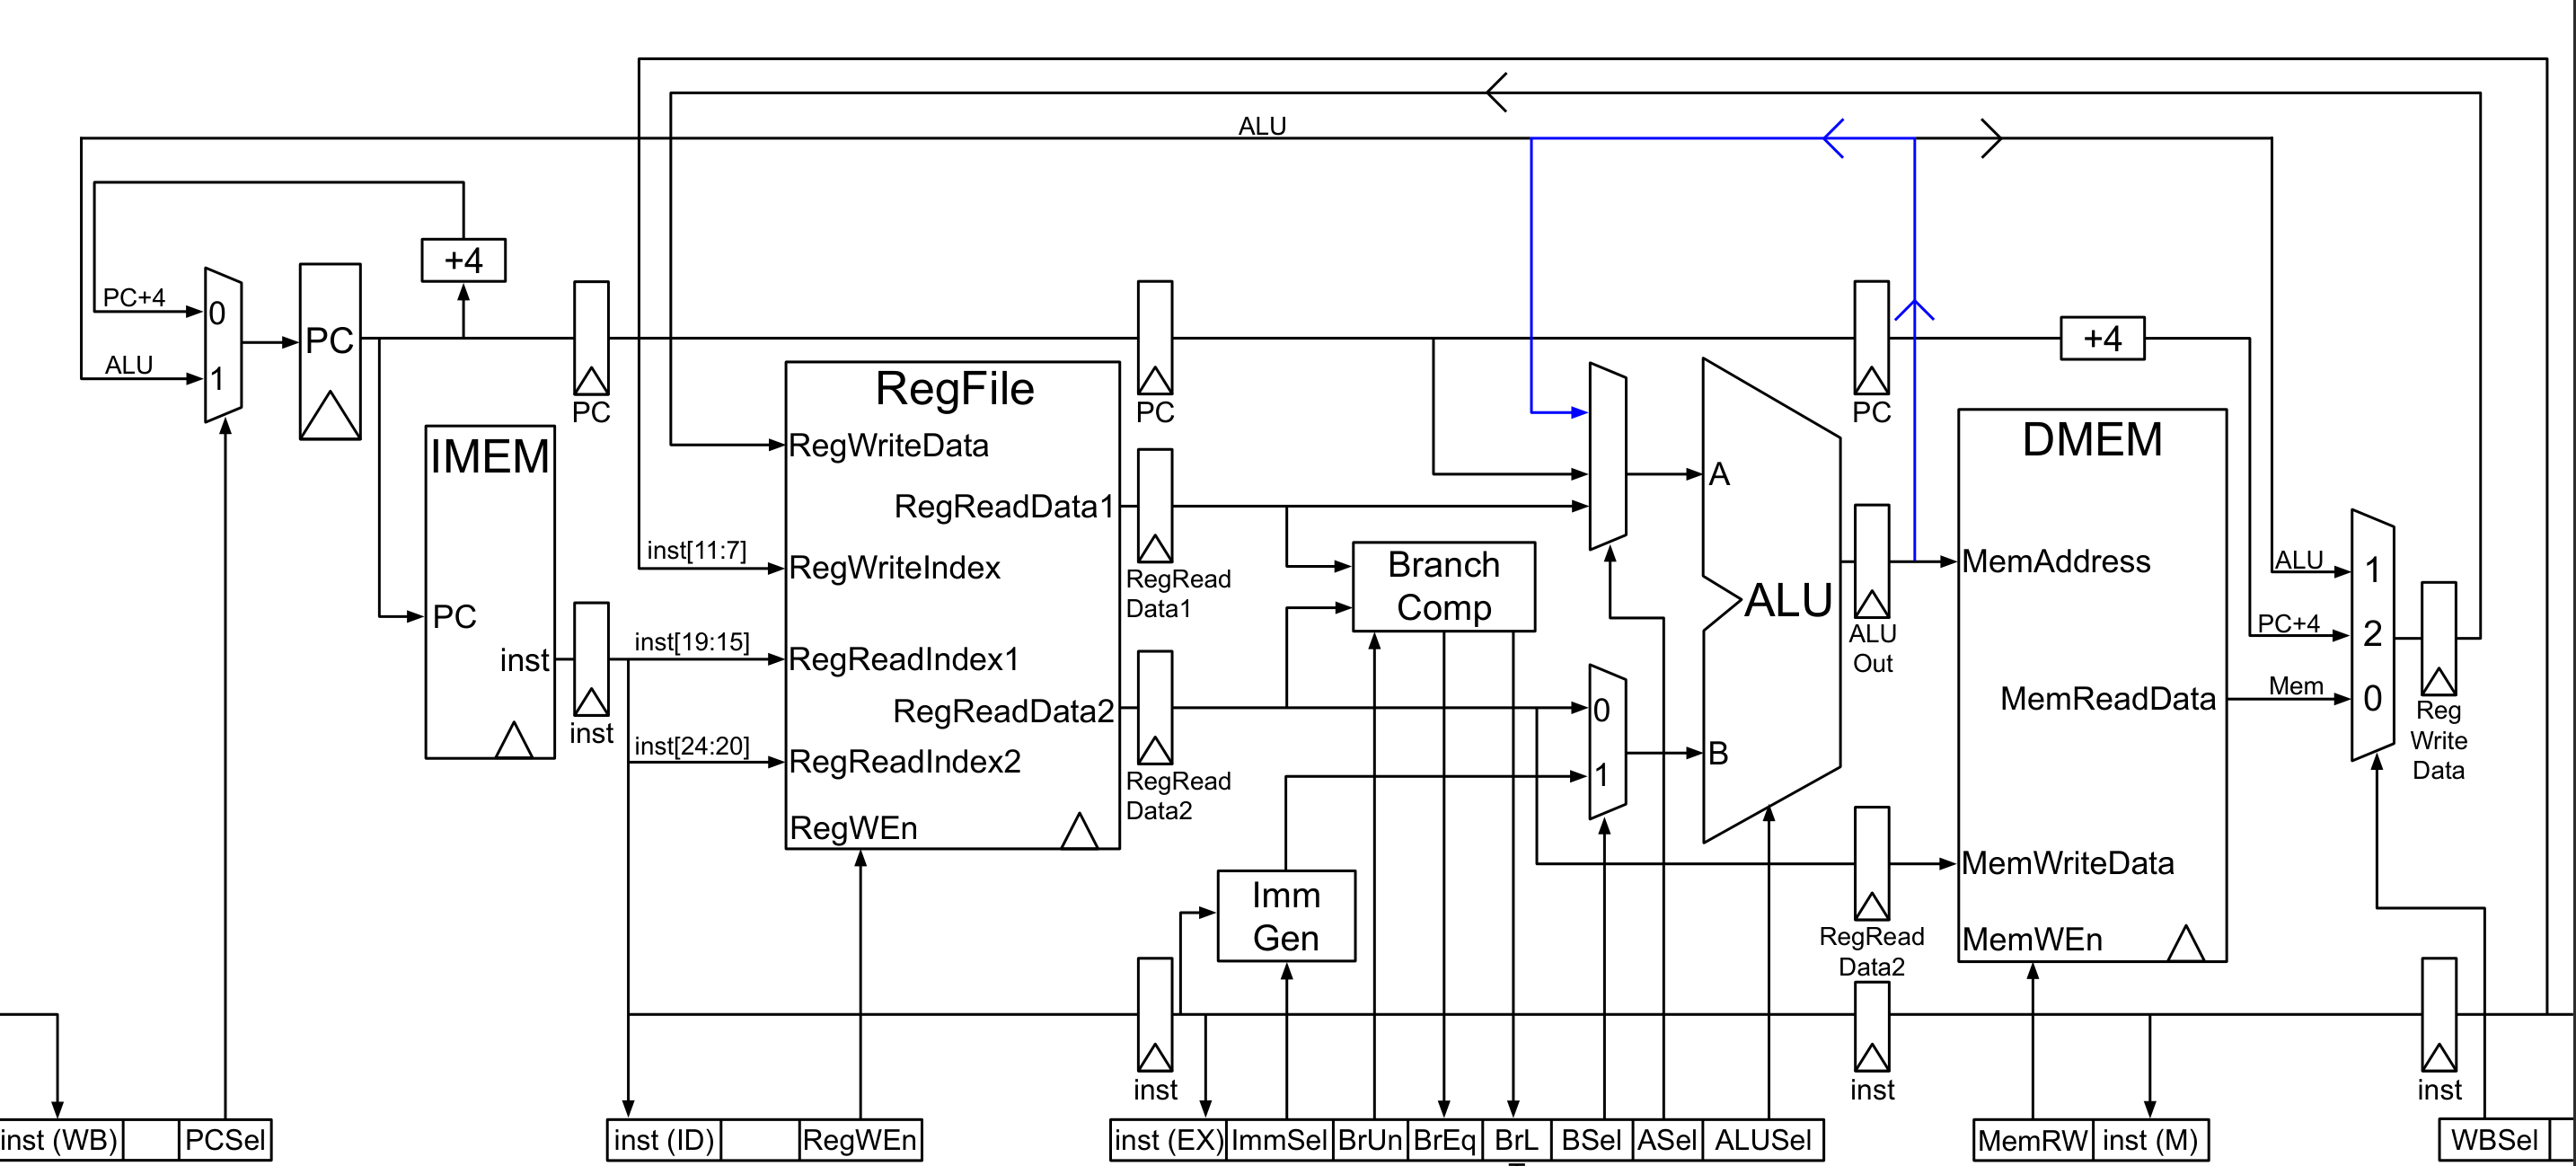 ALU
+4
PC+4
0
ALU
1
PC
PC
PC
PC
+4
IMEM
PC
inst
inst
inst[11:7]
inst[19:15]
inst[24:20]
RegFile
RegWriteData
RegReadData1
RegWriteIndex
RegReadIndex1
RegReadData2
RegReadIndex2
RegWEn
RegRead
Data1
RegRead
Data2
Branch
Comp
Imm
Gen
0
1
A
ALU
B
ALU
Out
RegRead
Data2
DMEM
MemAddress
MemReadData
MemWriteData
MemWEn
ALU
1
PC+4
2
Mem
0
Reg
Write
Data
inst
inst
inst
inst (WB)
PCSel
inst (ID)
RegWEn
inst (EX)
ImmSel
BrUn
BrEq
BrL
BSel
ASel
ALUSel
MemRW
inst (M)
WBSel